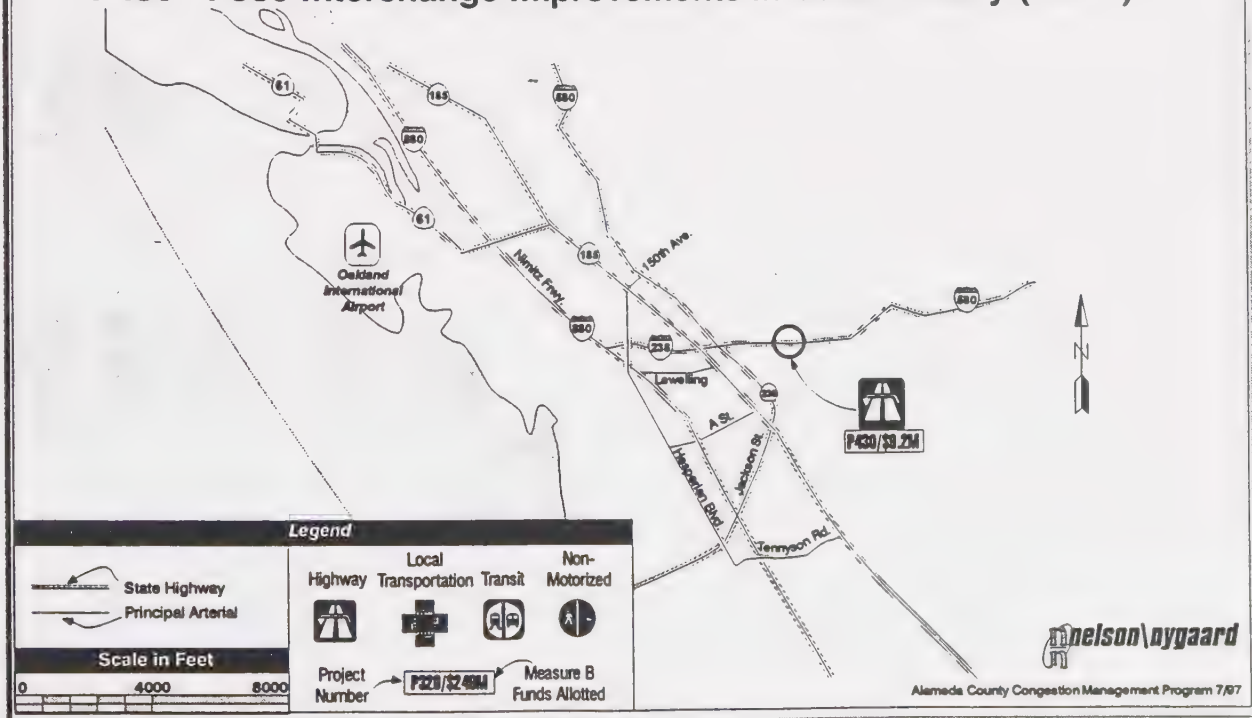 61
185
580
880
61
185
150th Ave.
Oakland
International
Airport
Nimitz Frwy.
880
238
580
Lewelling
A St.
Jackson St.
Hesperian Blvd.
Tennyson Rd.
N
P430/$9.2M
Legend
State Highway
Principal Arterial
Highway
Local
Transportation
Transit
Non-
Motorized
Project
Number
P320/$240M
Measure B
Funds Allotted
Scale in Feet
0 4000 8000
nelson\nygaard
Alameda County Congestion Management Program 7/97